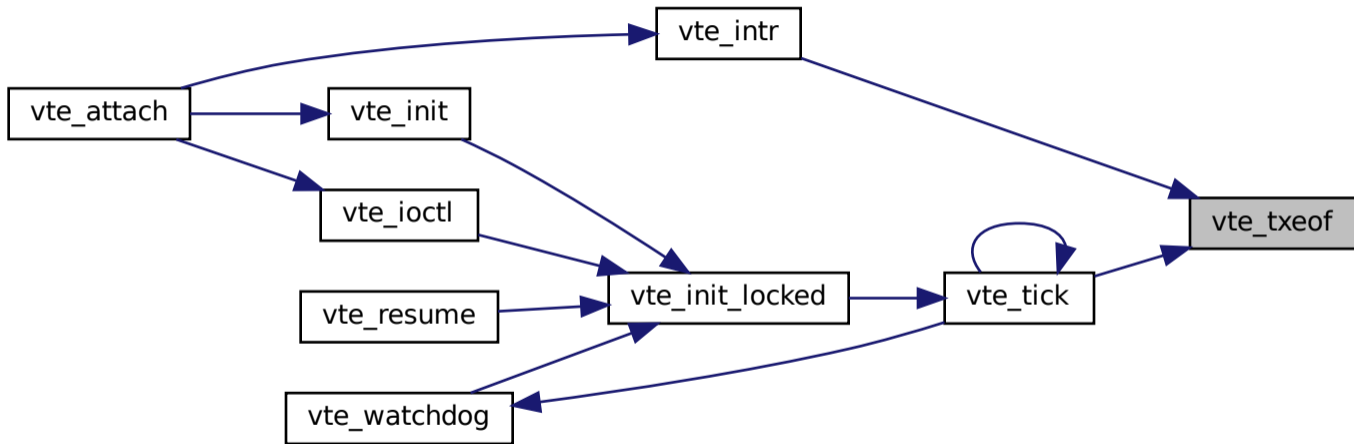 vte_intr
vte_attach
vte_init
vte_ioctl
vte_txeof
vte_init_locked
vte_tick
vte_resume
vte_watchdog